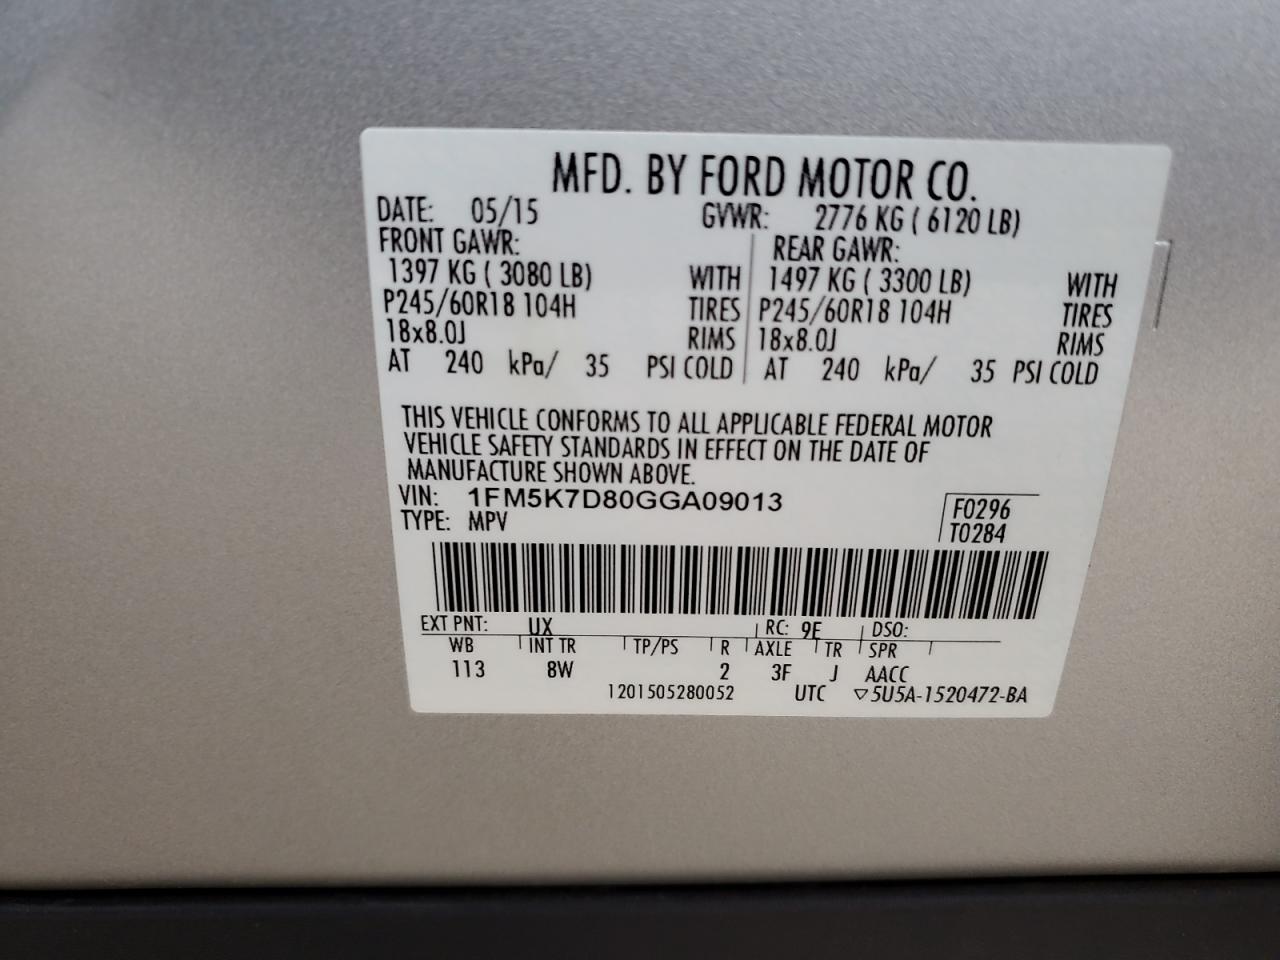 MFD. BY FORD MOTOR CO.
DATE: 05/15 GVWR: 2776 KG ( 6120 LB)
FRONT GAWR: REAR GAWR:
1397 KG ( 3080 LB) WITH 1497 KG ( 3300 LB) WITH
P245/60R18 104H TIRES P245/60R18 104H TIRES
18x8.0J RIMS 18x8.0J RIMS
AT 240 kPa/ 35 PSI COLD AT 240 kPa/ 35 PSI COLD
THIS VEHICLE CONFORMS TO ALL APPLICABLE FEDERAL MOTOR
VEHICLE SAFETY STANDARDS IN EFFECT ON THE DATE OF
MANUFACTURE SHOWN ABOVE.
VIN: 1FM5K7D80GGA09013 F0296
TYPE: MPV T0284
EXT PNT: UX RC: 9E DSO:
WB INT TR TP/PS R AXLE TR SPR
113 8W 2 3F J AACC
1201505280052 UTC ▽5U5A-1520472-BA